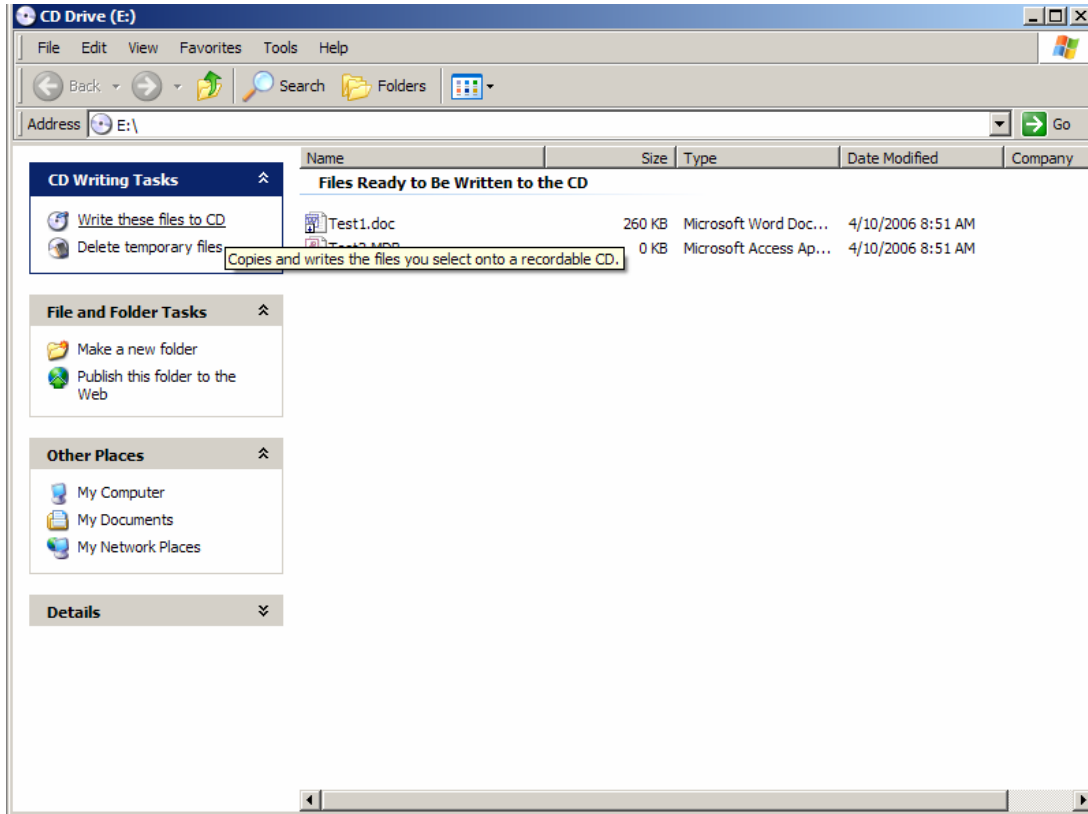 CD Drive (E:)
File Edit View Favorites Tools Help
Back Search Folders
Address E:\ Go
Name Size Type Date Modified Company
CD Writing Tasks
Write these files to CD
Delete temporary files
Files Ready to Be Written to the CD
Test1.doc 260 KB Microsoft Word Doc... 4/10/2006 8:51 AM
0 KB Microsoft Access Ap... 4/10/2006 8:51 AM
Copies and writes the files you select onto a recordable CD.
File and Folder Tasks
Make a new folder
Publish this folder to the
Web
Other Places
My Computer
My Documents
My Network Places
Details